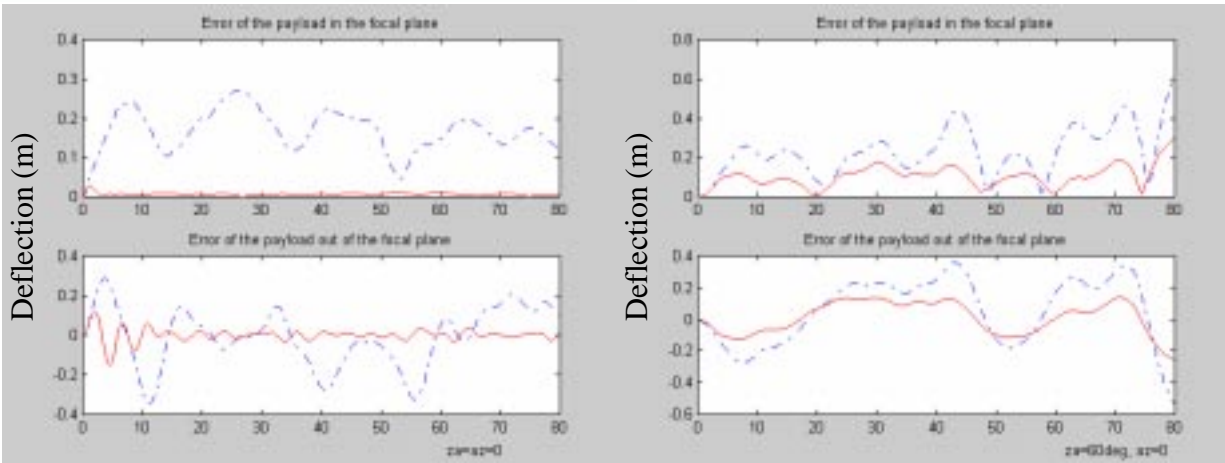 Error of the payload in the focal plane
0.4
0.3
0.2
0.1
0
0 10 20 30 40 50 60 70 80
Error of the payload out of the focal plane
0.4
0.2
0
-0.2
-0.4
0 10 20 30 40 50 60 70 80
za=az=0
Deflection (m)
Error of the payload in the focal plane
0.8
0.6
0.4
0.2
0
0 10 20 30 40 50 60 70 80
Error of the payload out of the focal plane
0.4
0.2
0
-0.2
-0.4
-0.6
0 10 20 30 40 50 60 70 80
za=60deg, az=0
Deflection (m)